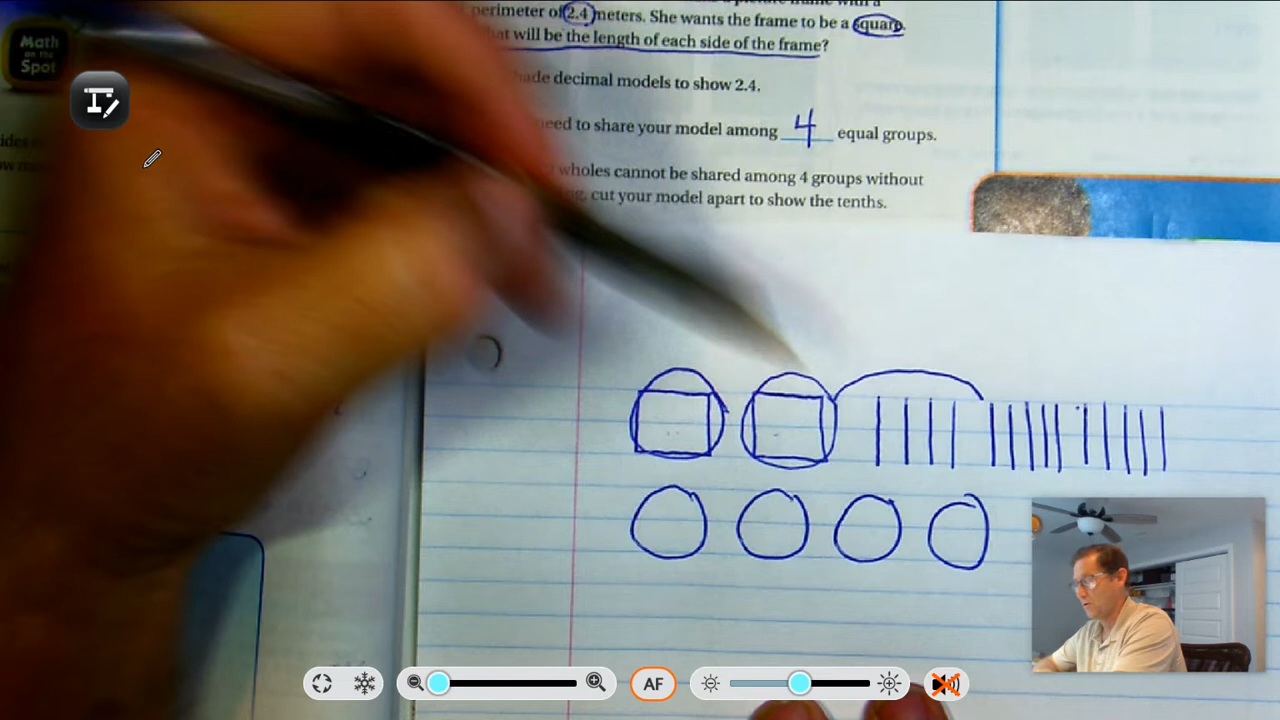 Math
on the
Spot
perimeter of 2.4 meters. She wants the frame to be a square.
will be the length of each side of the frame?
decimal models to show 2.4.
to share your model among 4 equal groups.
wholes cannot be shared among 4 groups without
cut your model apart to show the tenths.
AF